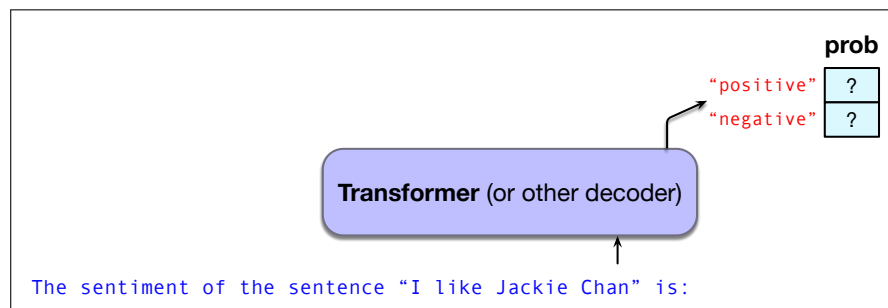 prob
“positive” ?
“negative” ?
Transformer (or other decoder)
The sentiment of the sentence “I like Jackie Chan” is: